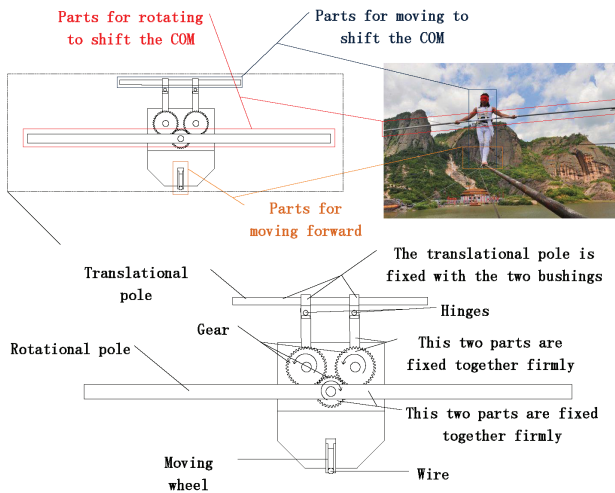 Parts for rotating
to shift the COM
Parts for moving to
shift the COM
Parts for
moving forward
The translational pole is
fixed with the two bushings
Translational
pole
Hinges
Gear
This two parts are
fixed together firmly
Rotational pole
This two parts are fixed
together firmly
Moving
wheel
Wire